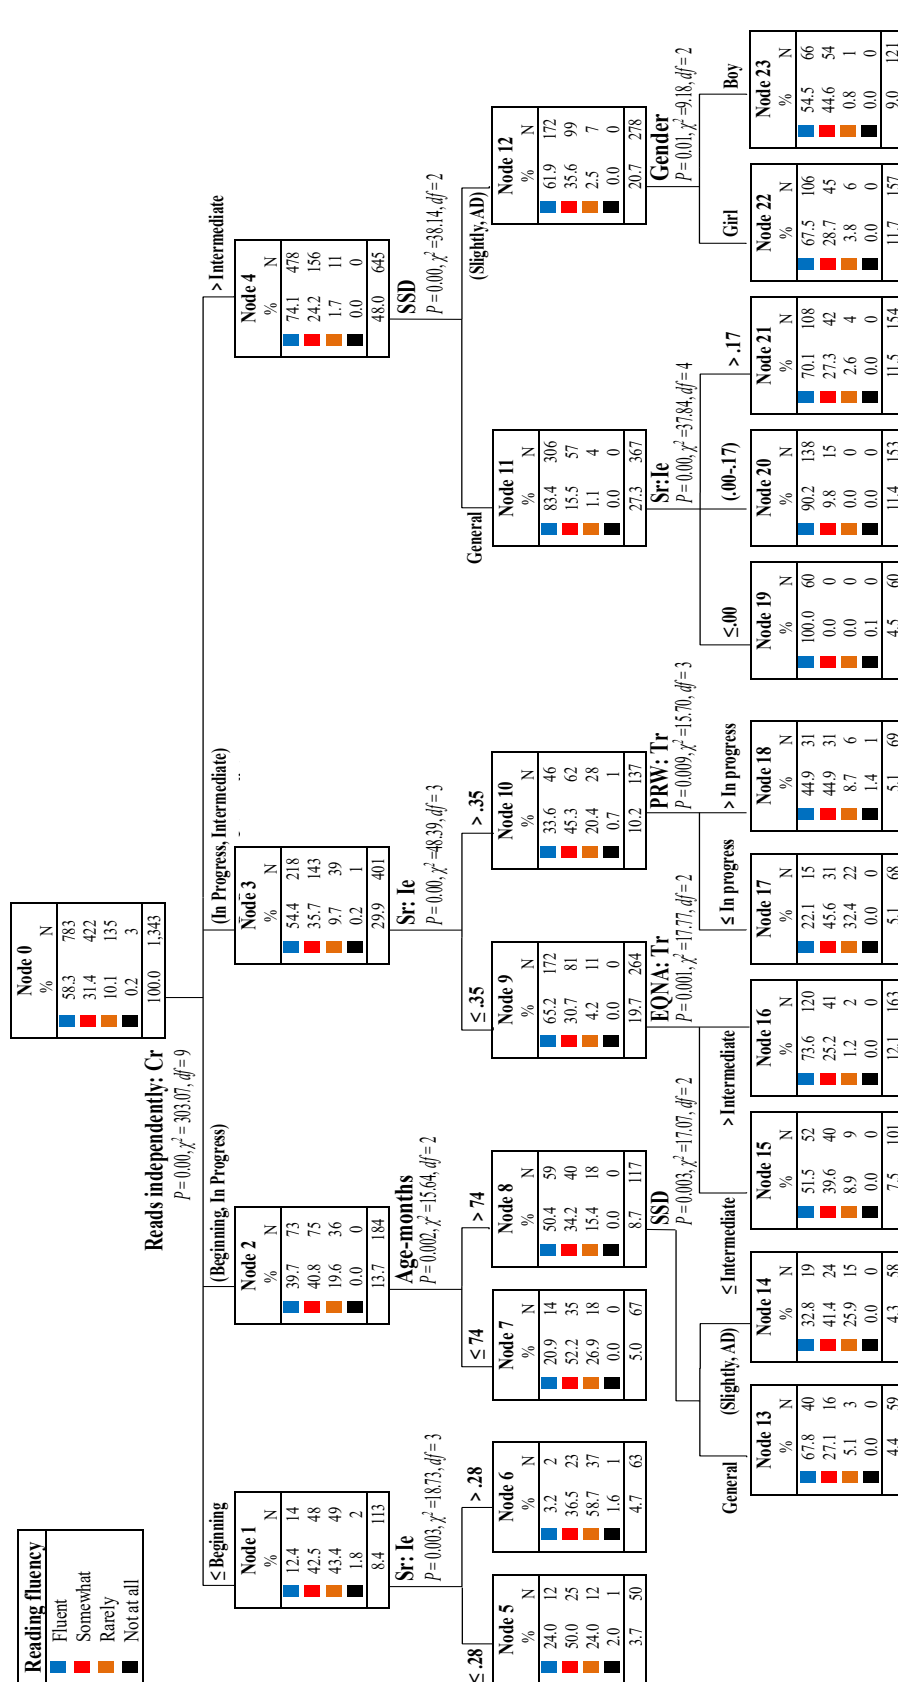 Reading fluency
Fluent
Somewhat
Rarely
Not at all
Node 0
% N
58.3 783
31.4 422
10.1 135
0.2 3
100.0 1,343
Reads independently: Cr
P = 0.00, χ² = 303.07, df = 9
≤ Beginning
(Beginning, In Progress)
(In Progress, Intermediate)
> Intermediate
Node 1
% N
12.4 14
42.5 48
43.4 49
1.8 2
8.4 113
Node 2
% N
39.7 73
40.8 75
19.6 36
0.0 0
13.7 184
Node 3
% N
54.4 218
35.7 143
9.7 39
0.2 1
29.9 401
Node 4
% N
74.1 478
24.2 156
1.7 11
0.0 0
48.0 645
Sr: Ie
P = 0.003, χ² =18.73, df = 3
Age-months
P = 0.002, χ² =15.64, df = 2
Sr: Ie
P = 0.00, χ² =48.39, df = 3
SSD
P = 0.00, χ² =38.14, df = 2
≤ .28
> .28
≤ 74
> 74
≤ .35
> .35
General
(Slightly, AD)
Node 5
% N
24.0 12
50.0 25
24.0 12
2.0 1
3.7 50
Node 6
% N
3.2 2
36.5 23
58.7 37
1.6 1
4.7 63
Node 7
% N
20.9 14
52.2 35
26.9 18
0.0 0
5.0 67
Node 8
% N
50.4 59
34.2 40
15.4 18
0.0 0
8.7 117
Node 9
% N
65.2 172
30.7 81
4.2 11
0.0 0
19.7 264
Node 10
% N
33.6 46
45.3 62
20.4 28
0.7 1
10.2 137
Node 11
% N
83.4 306
15.5 57
1.1 4
0.0 0
27.3 367
Node 12
% N
61.9 172
35.6 99
2.5 7
0.0 0
20.7 278
SSD
P = 0.003, χ² =17.07, df = 2
EQNA: Tr
P = 0.001, χ² =17.77, df = 2
PRW: Tr
P = 0.009, χ² =15.70, df = 3
Sr:Ie
P = 0.00, χ² =37.84, df = 4
Gender
P = 0.01, χ² =9.18, df = 2
General
(Slightly, AD)
≤ Intermediate
> Intermediate
≤ In progress
> In progress
≤.00
(.00-.17)
> .17
Girl
Boy
Node 13
% N
67.8 40
27.1 16
5.1 3
0.0 0
4.4 59
Node 14
% N
32.8 19
41.4 24
25.9 15
0.0 0
4.3 58
Node 15
% N
51.5 52
39.6 40
8.9 9
0.0 0
7.5 101
Node 16
% N
73.6 120
25.2 41
1.2 2
0.0 0
12.1 163
Node 17
% N
22.1 15
45.6 31
32.4 22
0.0 0
5.1 68
Node 18
% N
44.9 31
44.9 31
8.7 6
1.4 1
5.1 69
Node 19
% N
100.0 60
0.0 0
0.0 0
0.1 0
4.5 60
Node 20
% N
90.2 138
9.8 15
0.0 0
0.0 0
11.4 153
Node 21
% N
70.1 108
27.3 42
2.6 4
0.0 0
11.5 154
Node 22
% N
67.5 106
28.7 45
3.8 6
0.0 0
11.7 157
Node 23
% N
54.5 66
44.6 54
0.8 1
0.0 0
9.0 121